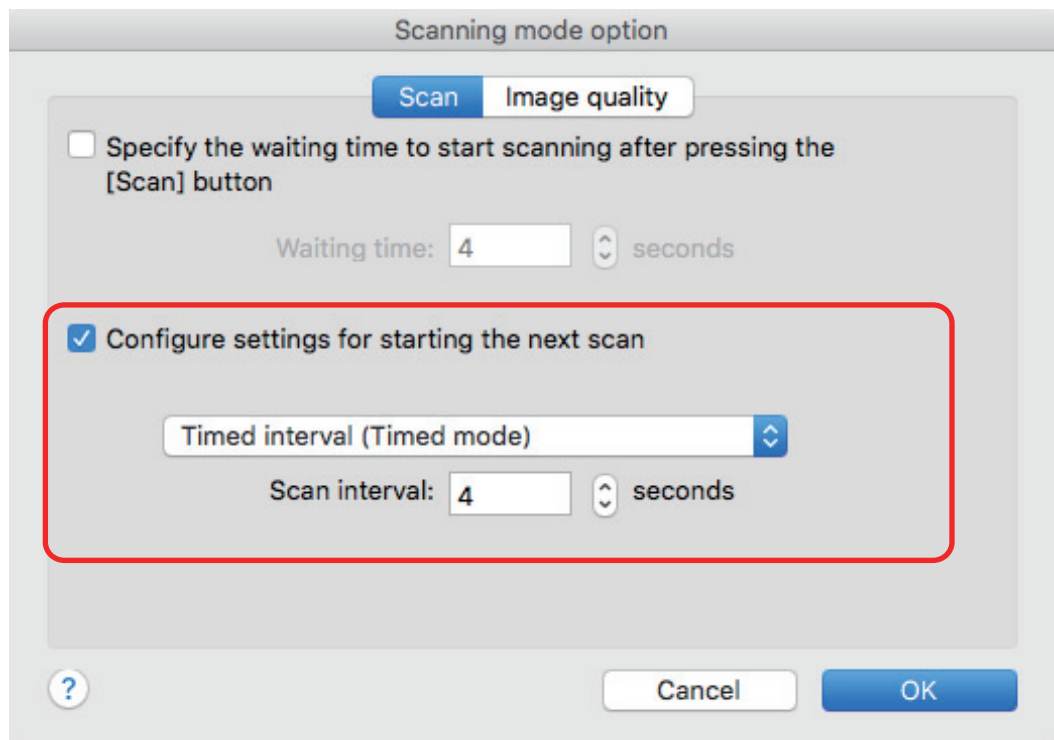 Scanning mode option
Scan Image quality
Specify the waiting time to start scanning after pressing the
[Scan] button
Waiting time: 4 seconds
Configure settings for starting the next scan
Timed interval (Timed mode)
Scan interval: 4 seconds
? Cancel OK